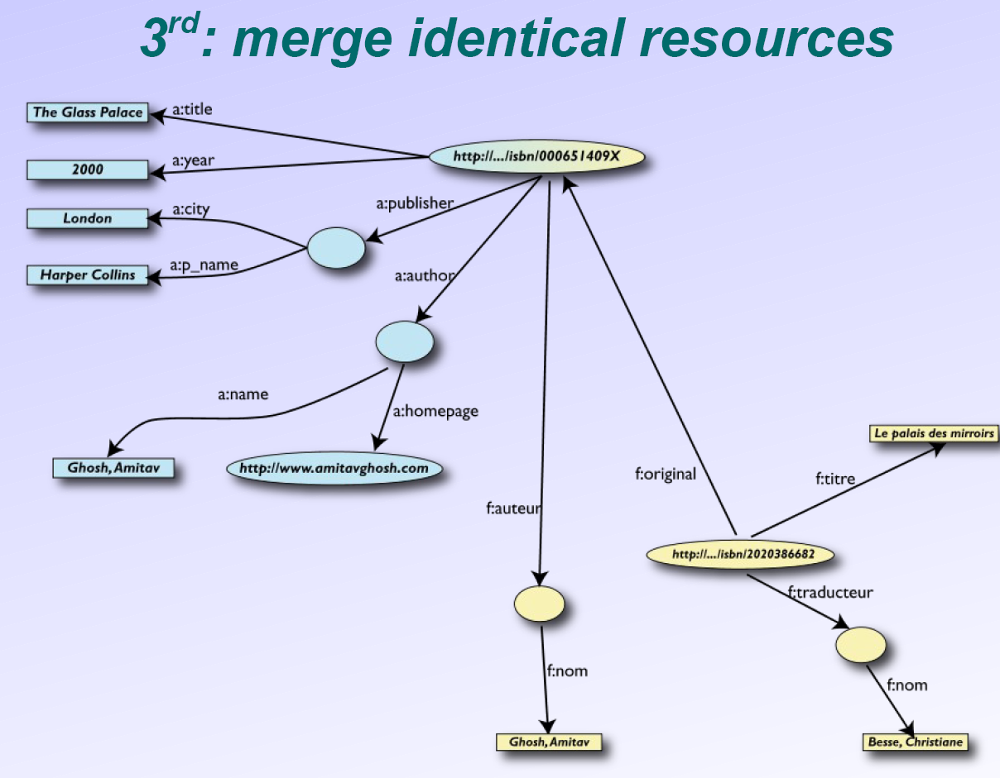 3rd: merge identical resources
The Glass Palace
a:title
http://.../isbn/000651409X
2000
a:year
London
a:city
a:publisher
Harper Collins
a:p_name
a:author
a:name
a:homepage
Le palais des mirroirs
Ghosh, Amitav
http://www.amitavghosh.com
f:original
f:titre
f:auteur
http://.../isbn/2020386682
f:traducteur
f:nom
f:nom
Ghosh, Amitav
Besse, Christiane